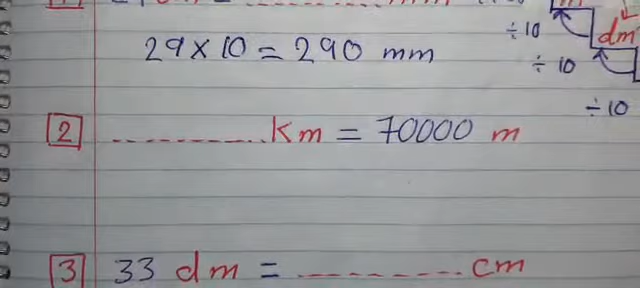 ÷10
dm
29 × 10 = 290 mm
÷ 10
÷10
2 ............ Km = 70000 m
3 33 dm = ............ cm